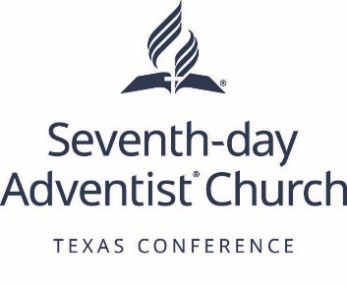 ®
Seventh-day
Adventist® Church
TEXAS CONFERENCE